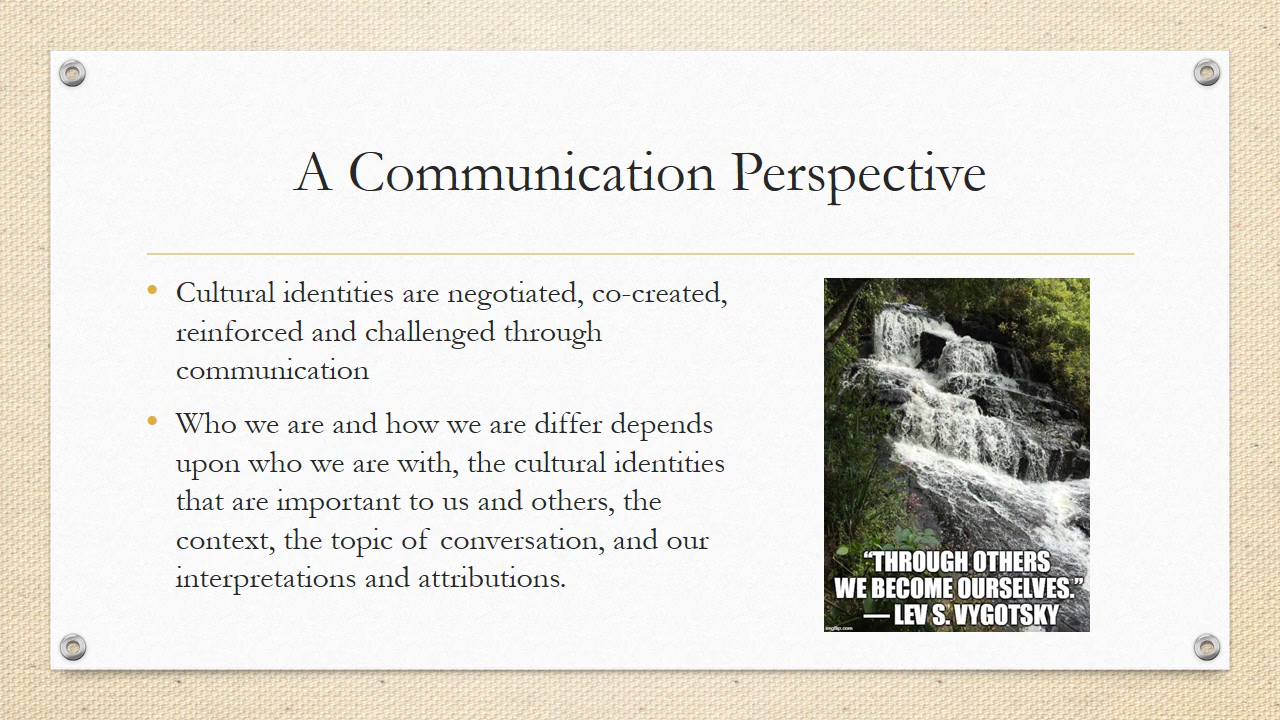 A Communication Perspective
• Cultural identities are negotiated, co-created,
reinforced and challenged through
communication
• Who we are and how we are differ depends
upon who we are with, the cultural identities
that are important to us and others, the
context, the topic of conversation, and our
interpretations and attributions.
“THROUGH OTHERS
WE BECOME OURSELVES.”
— LEV S. VYGOTSKY
imgflip.com